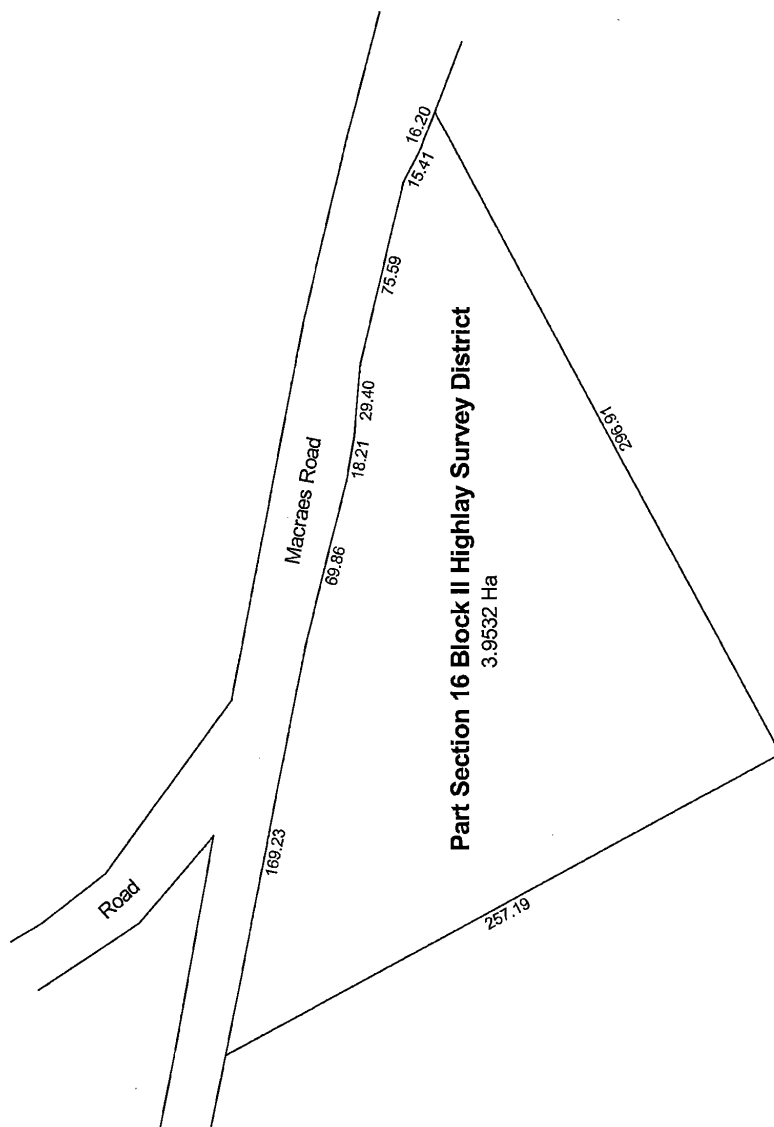 Road
Macraes Road
169.23
69.86
18.21
29.40
75.59
15.41
16.20
Part Section 16 Block II Highlay Survey District
3.9532 Ha
257.19
296.91